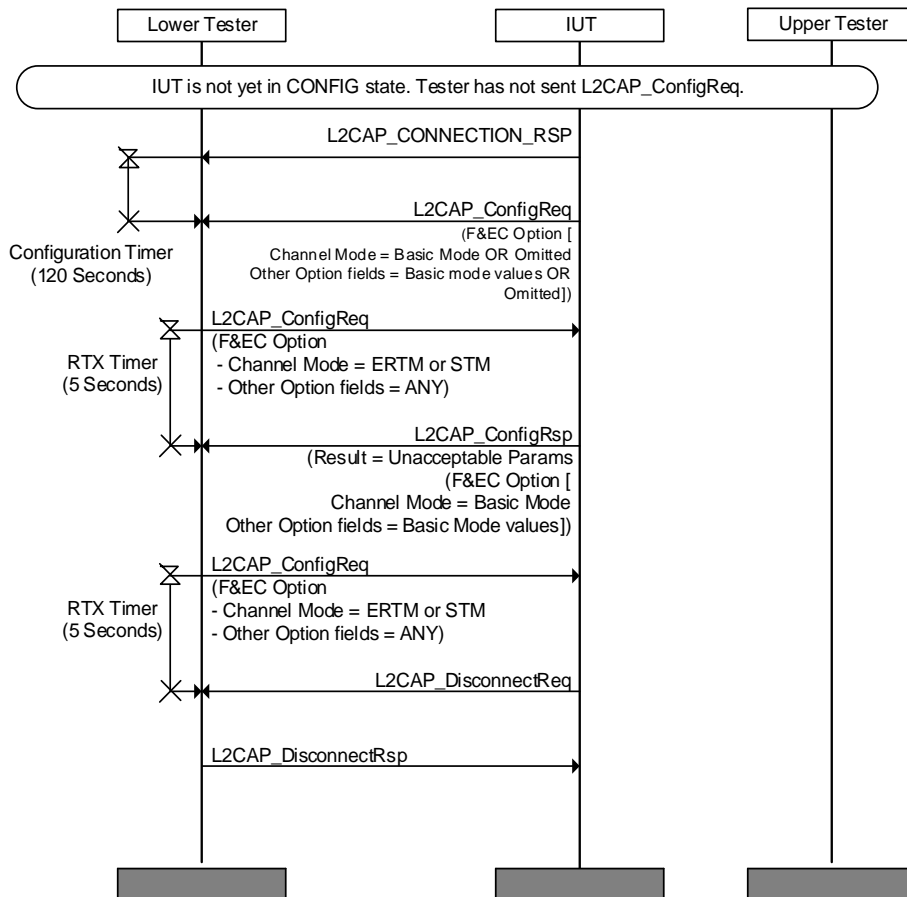 Lower Tester
IUT
Upper Tester
IUT is not yet in CONFIG state. Tester has not sent L2CAP_ConfigReq.
L2CAP_CONNECTION_RSP
L2CAP_ConfigReq
(F&EC Option [
Channel Mode = Basic Mode OR Omitted
Other Option fields = Basic mode values OR
Omitted])
Configuration Timer
(120 Seconds)
L2CAP_ConfigReq
(F&EC Option
- Channel Mode = ERTM or STM
- Other Option fields = ANY)
RTX Timer
(5 Seconds)
L2CAP_ConfigRsp
(Result = Unacceptable Params
(F&EC Option [
Channel Mode = Basic Mode
Other Option fields = Basic Mode values])
L2CAP_ConfigReq
(F&EC Option
- Channel Mode = ERTM or STM
- Other Option fields = ANY)
RTX Timer
(5 Seconds)
L2CAP_DisconnectReq
L2CAP_DisconnectRsp